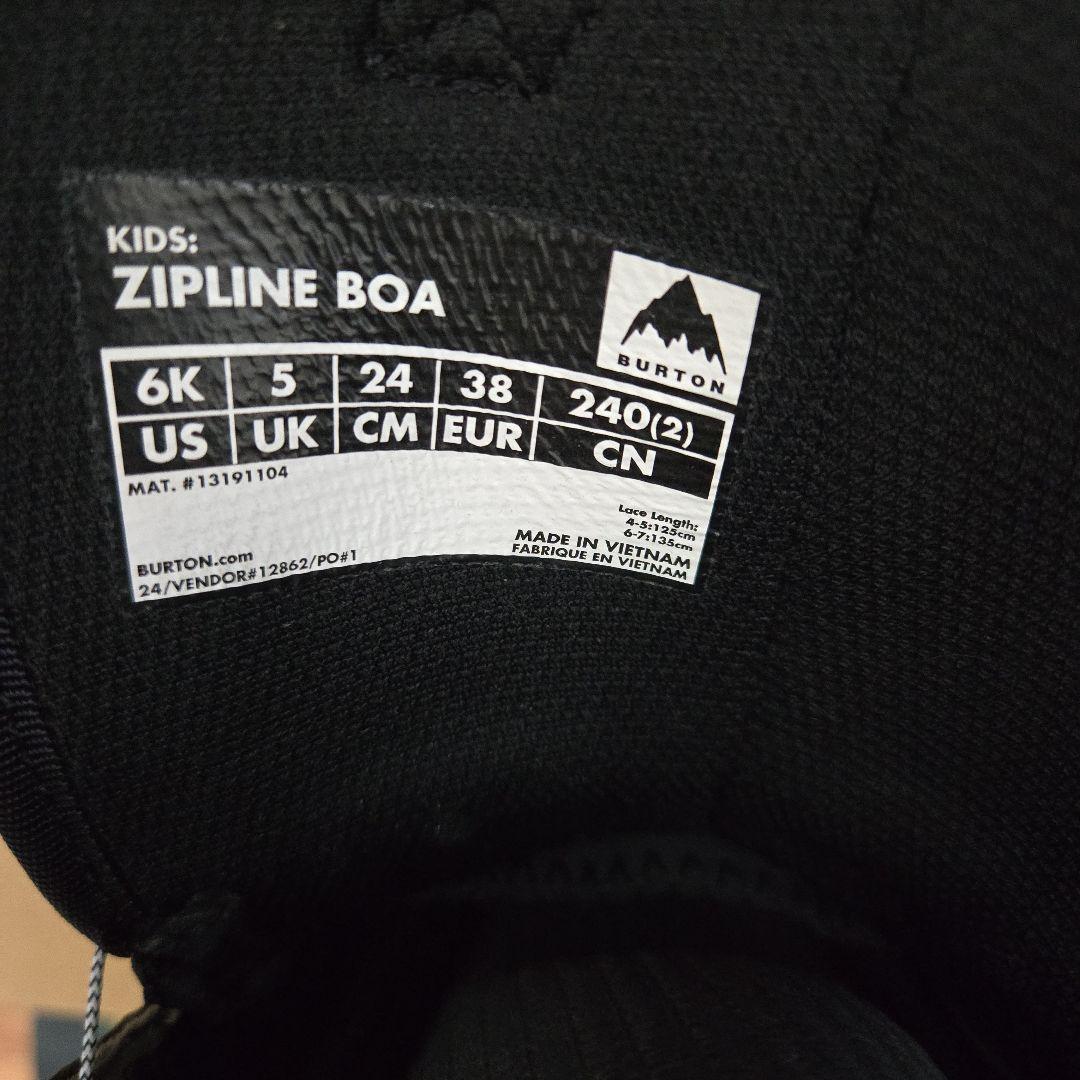 KIDS:
ZIPLINE BOA
BURTON
6K 5 24 38 240(2)
US UK CM EUR CN
MAT. #13191104
Lace Length:
4-5:125cm
6-7:135cm
BURTON.com
24/VENDOR#12862/PO#1
MADE IN VIETNAM
FABRIQUE EN VIETNAM